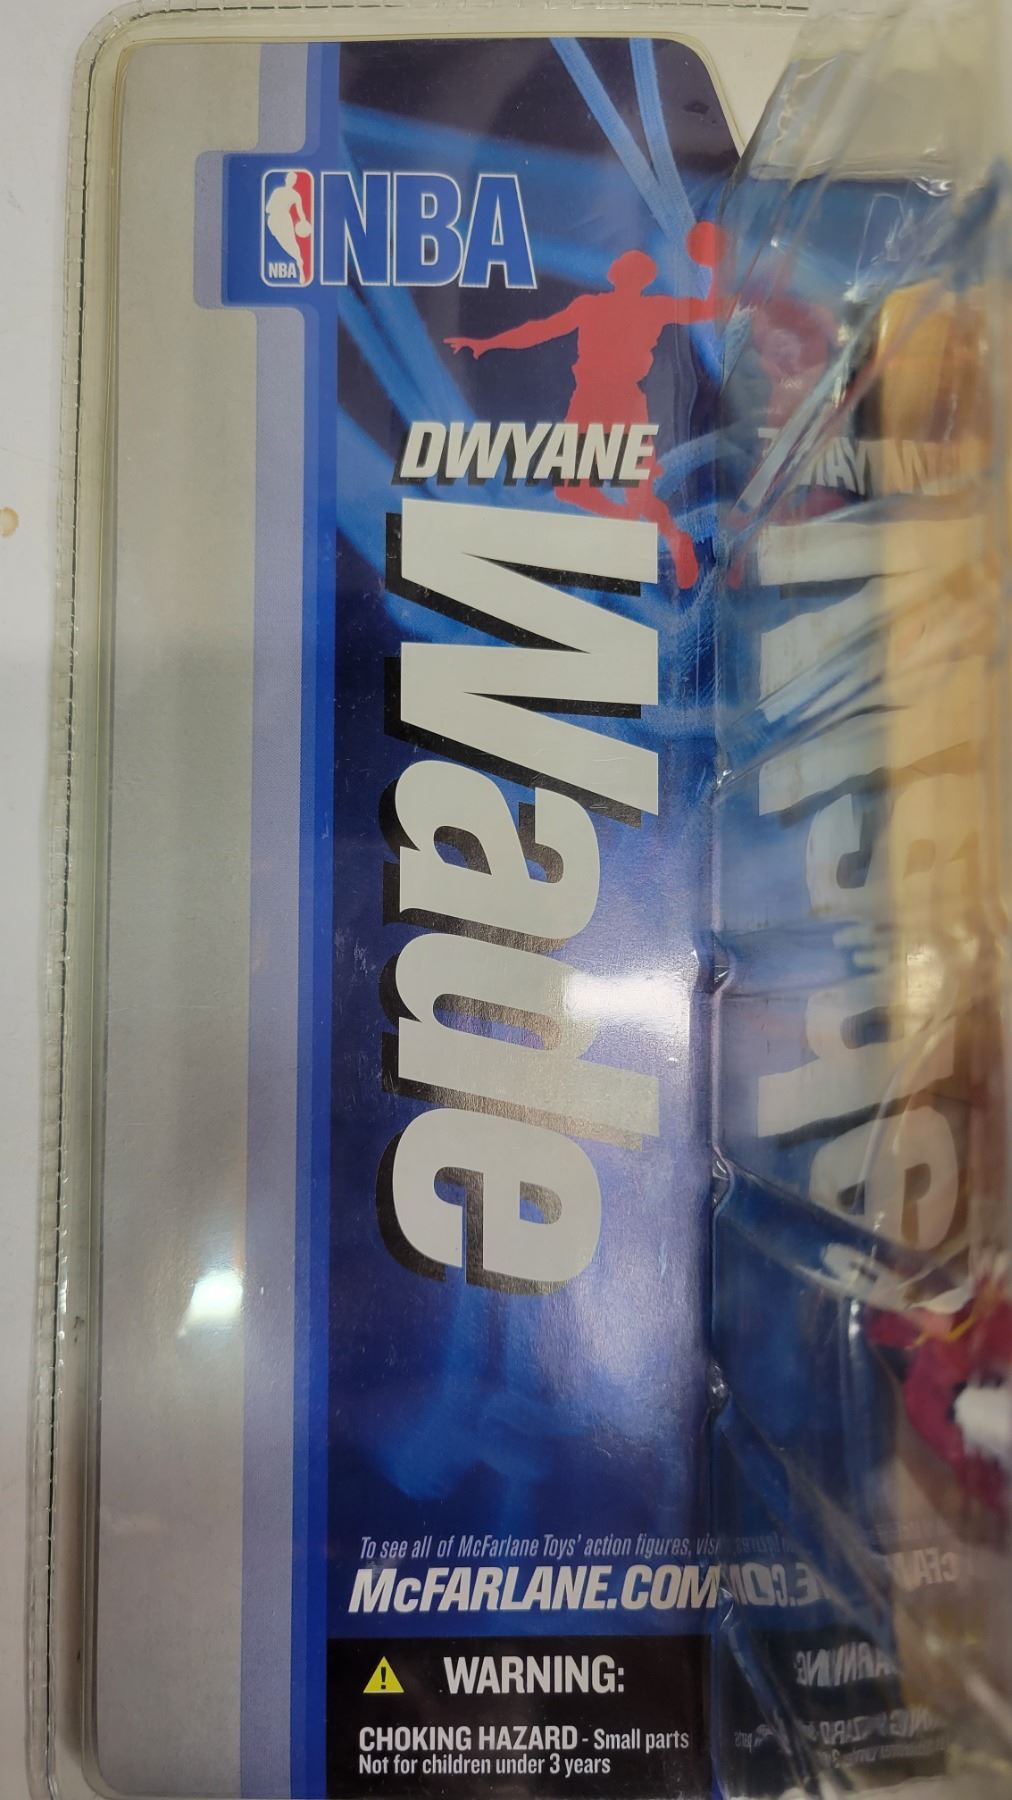 NBA
NBA
DWYANE
Wade
To see all of McFarlane Toys' action figures,
McFARLANE.COM
WARNING:
CHOKING HAZARD - Small parts
Not for children under 3 years